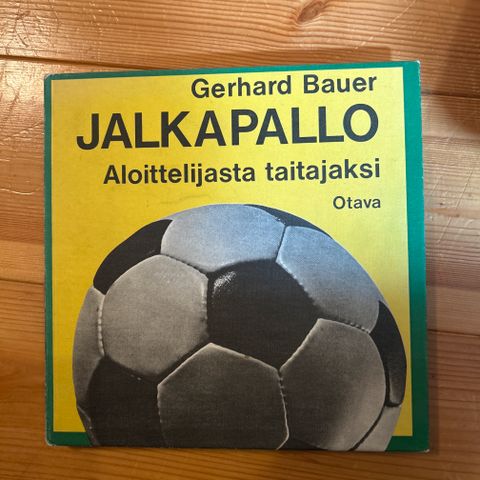 Gerhard Bauer
JALKAPALLO
Aloittelijasta taitajaksi
Otava